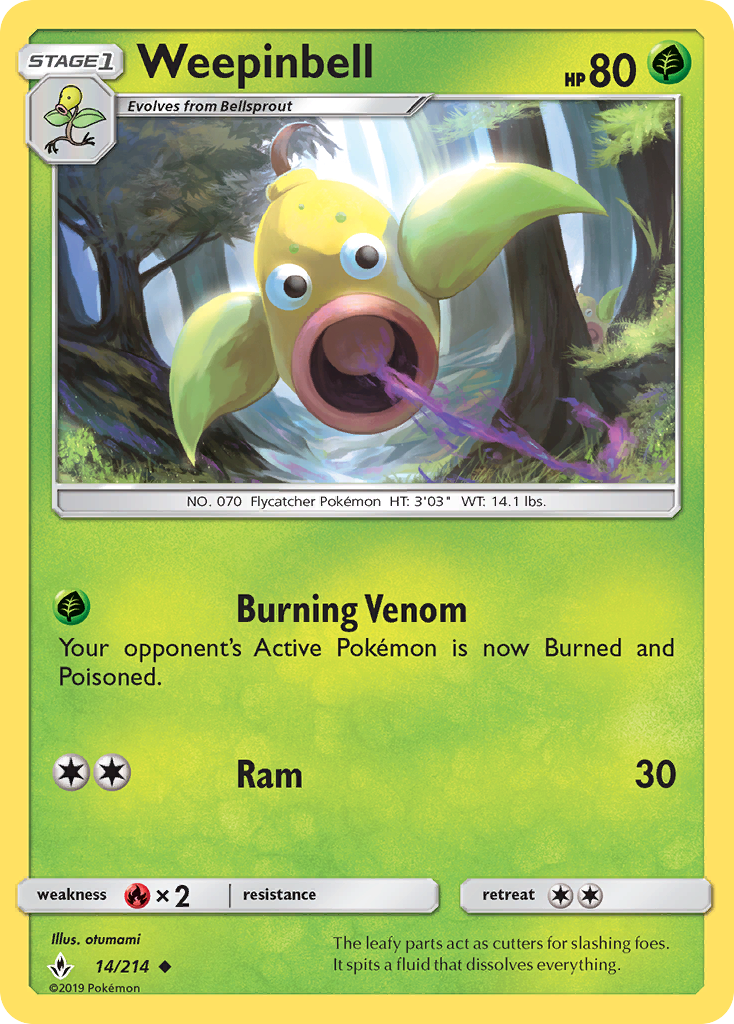 STAGE1
Weepinbell
HP80
Evolves from Bellsprout
NO. 070 Flycatcher Pokémon HT: 3'03" WT: 14.1 lbs.
Burning Venom
Your opponent's Active Pokémon is now Burned and
Poisoned.
Ram 30
weakness ×2 resistance retreat
Illus. otumami
14/214
©2019 Pokémon
The leafy parts act as cutters for slashing foes.
It spits a fluid that dissolves everything.